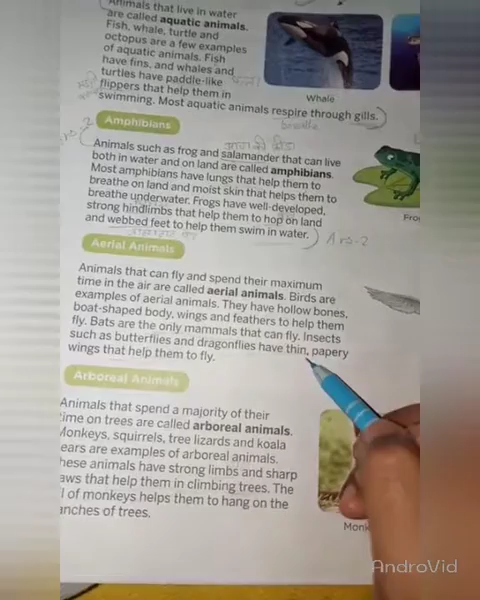 Animals that live in water
are called aquatic animals.
Fish, whale, turtle and
octopus are a few examples
of aquatic animals. Fish
have fins, and whales and
turtles have paddle-like
flippers that help them in
swimming. Most aquatic animals respire through gills.
Whale
breathe
Amphibians
Animals such as frog and salamander that can live
both in water and on land are called amphibians.
Most amphibians have lungs that help them to
breathe on land and moist skin that helps them to
breathe underwater. Frogs have well-developed,
strong hindlimbs that help them to hop on land
and webbed feet to help them swim in water.
Ans-2
Fro
Aerial Animals
Animals that can fly and spend their maximum
time in the air are called aerial animals. Birds are
examples of aerial animals. They have hollow bones,
boat-shaped body, wings and feathers to help them
fly. Bats are the only mammals that can fly. Insects
such as butterflies and dragonflies have thin, papery
wings that help them to fly.
Arboreal Animals
Animals that spend a majority of their
ime on trees are called arboreal animals.
Monkeys, squirrels, tree lizards and koala
ears are examples of arboreal animals.
hese animals have strong limbs and sharp
aws that help them in climbing trees. The
l of monkeys helps them to hang on the
anches of trees.
Monk
AndroVid